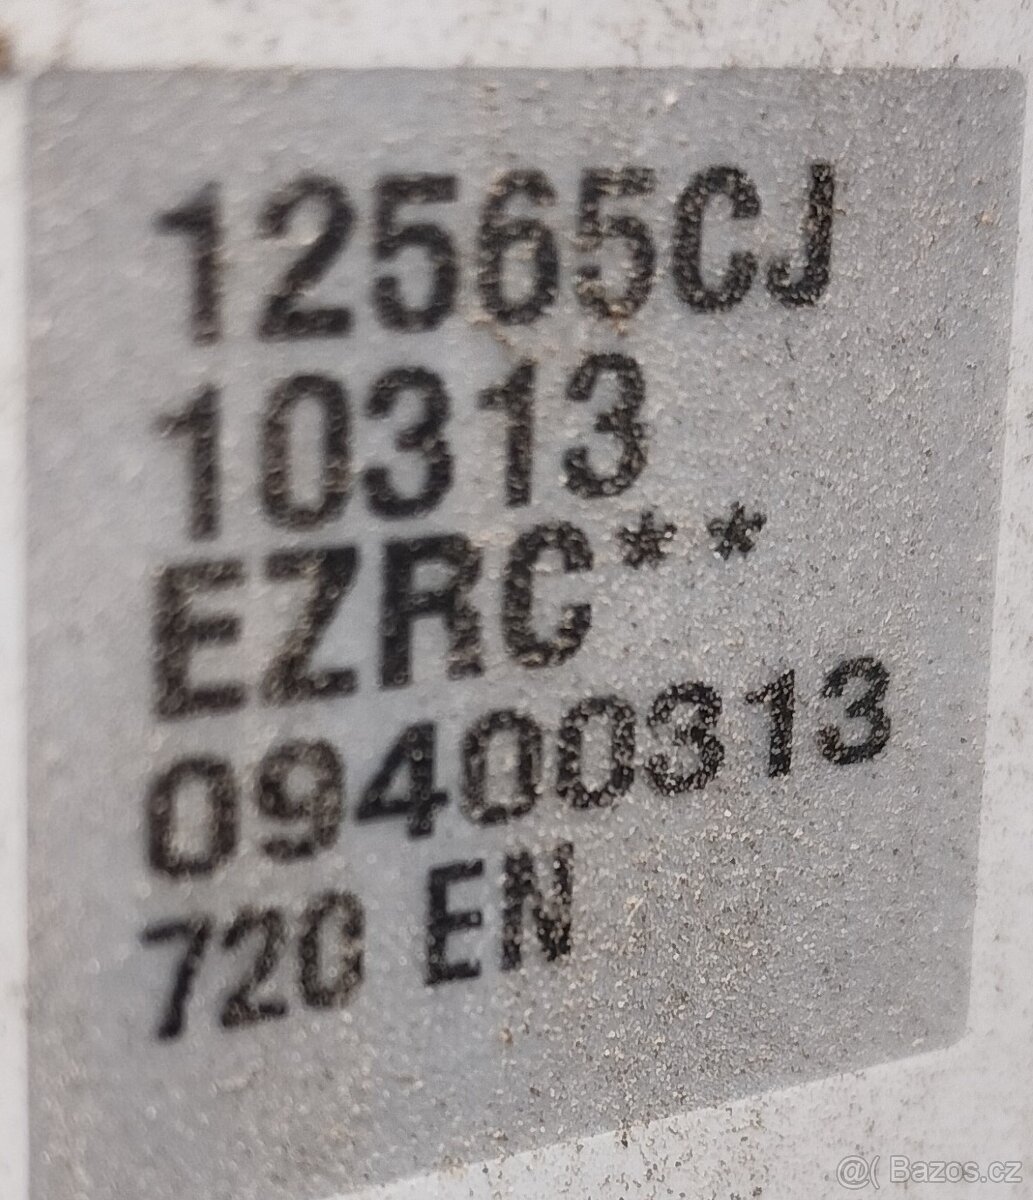 12565CJ
10313
EZRC**
09400313
720 EN
@( Bazos.cz